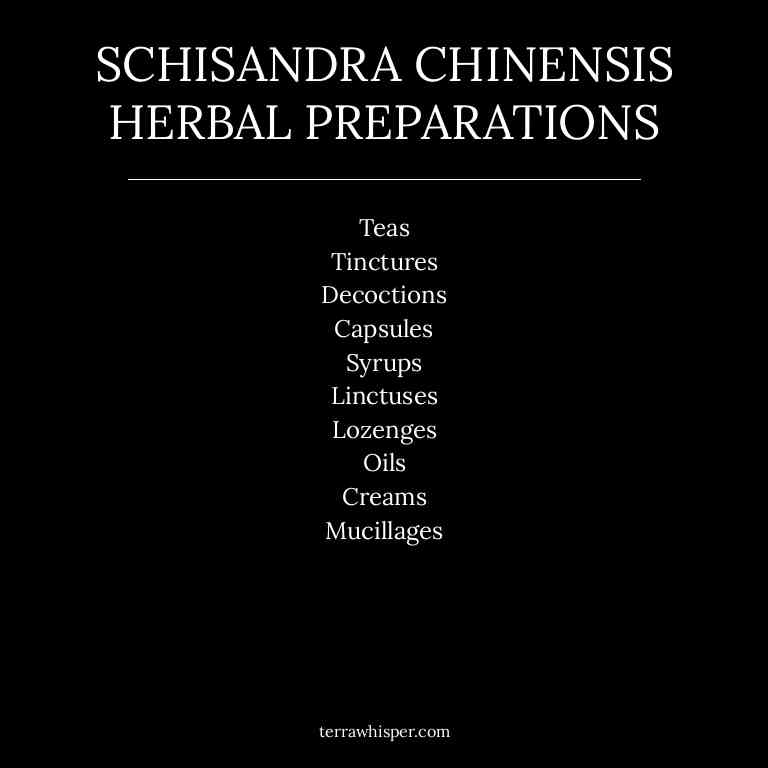 SCHISANDRA CHINENSIS
HERBAL PREPARATIONS
Teas
Tinctures
Decoctions
Capsules
Syrups
Linctuses
Lozenges
Oils
Creams
Mucillages
terrawhisper.com